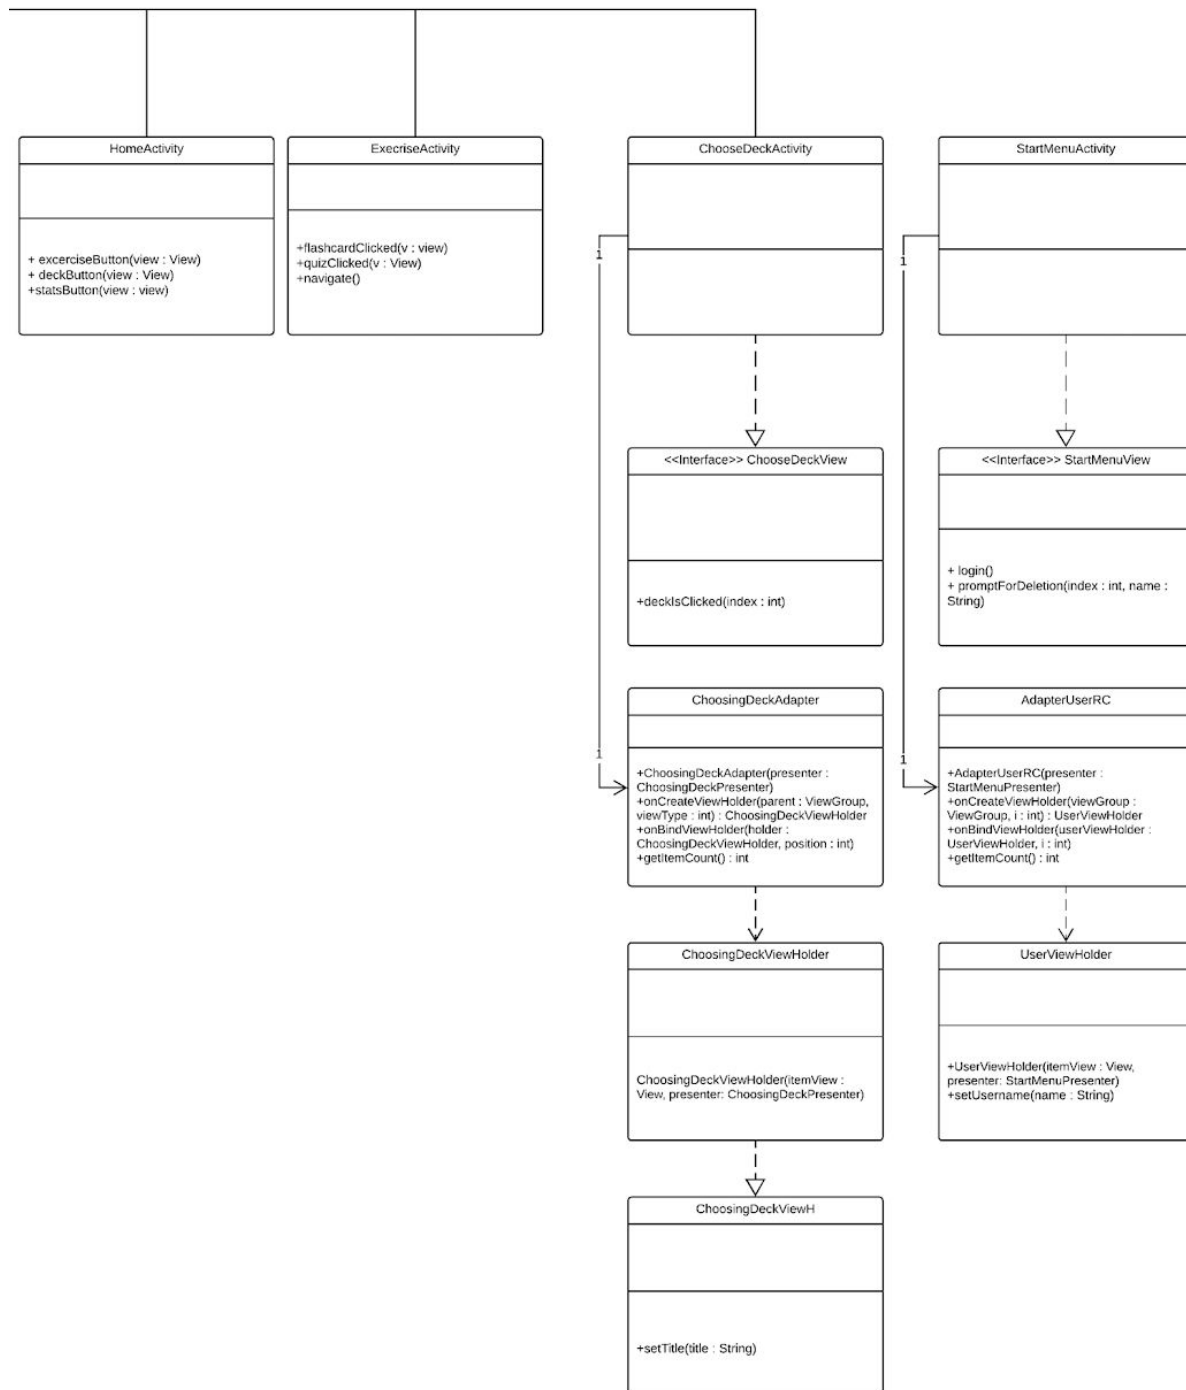 HomeActivity
+ excerciseButton(view : View)
+ deckButton(view : View)
+statsButton(view : view)
ExecriseActivity
+flashcardClicked(v : view)
+quizClicked(v : View)
+navigate()
ChooseDeckActivity
StartMenuActivity
1
1
<<Interface>> ChooseDeckView
+deckIsClicked(index : int)
<<Interface>> StartMenuView
+ login()
+ promptForDeletion(index : int, name :
String)
1
1
ChoosingDeckAdapter
+ChoosingDeckAdapter(presenter :
ChoosingDeckPresenter)
+onCreateViewHolder(parent : ViewGroup,
viewType : int) : ChoosingDeckViewHolder
+onBindViewHolder(holder :
ChoosingDeckViewHolder, position : int)
+getItemCount() : int
AdapterUserRC
+AdapterUserRC(presenter :
StartMenuPresenter)
+onCreateViewHolder(viewGroup :
ViewGroup, i : int) : UserViewHolder
+onBindViewHolder(userViewHolder :
UserViewHolder, i : int)
+getItemCount() : int
ChoosingDeckViewHolder
ChoosingDeckViewHolder(itemView :
View, presenter: ChoosingDeckPresenter)
UserViewHolder
+UserViewHolder(itemView : View,
presenter: StartMenuPresenter)
+setUsername(name : String)
ChoosingDeckViewH
+setTitle(title : String)